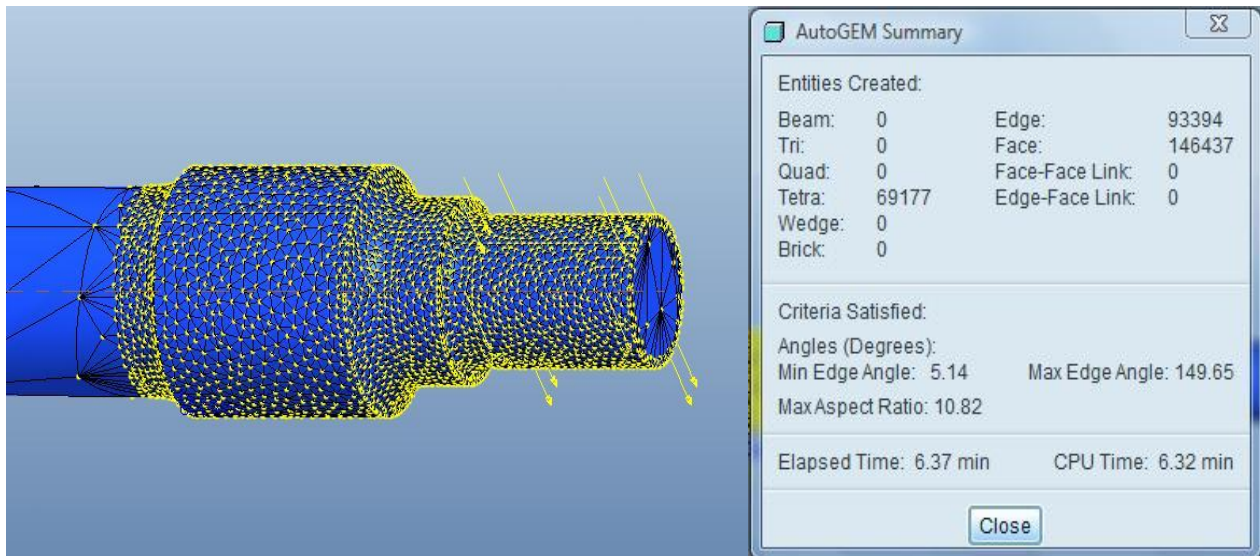 AutoGEM Summary
Entities Created:
Beam: 0 Edge: 93394
Tri: 0 Face: 146437
Quad: 0 Face-Face Link: 0
Tetra: 69177 Edge-Face Link: 0
Wedge: 0
Brick: 0
Criteria Satisfied:
Angles (Degrees):
Min Edge Angle: 5.14 Max Edge Angle: 149.65
Max Aspect Ratio: 10.82
Elapsed Time: 6.37 min CPU Time: 6.32 min
Close